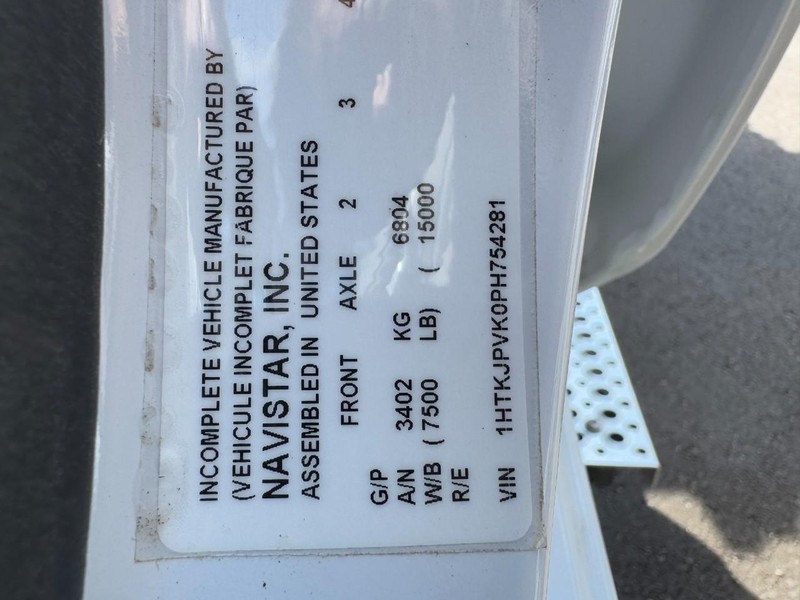 INCOMPLETE VEHICLE MANUFACTURED BY
(VEHICULE INCOMPLET FABRIQUE PAR)
NAVISTAR, INC.
ASSEMBLED IN UNITED STATES
FRONT AXLE 2 3 4
G/P
A/N 3402 KG 6804
W/B ( 7500 LB) ( 15000
R/E
VIN 1HTKJPVK0PH754281